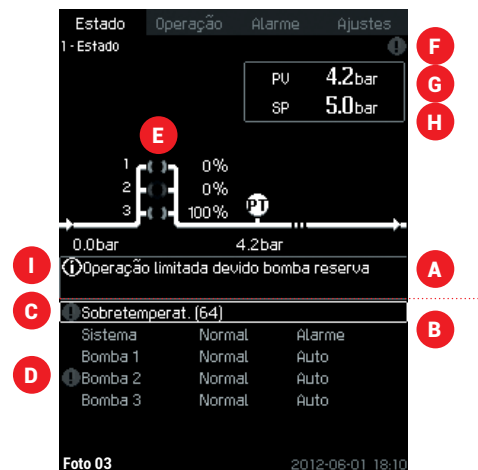 Estado Operação Alarme Ajustes
1 - Estado
F
PV 4.2bar
G
SP 5.0bar
H
E
1 0%
2 0%
3 100%
PT
0.0bar 4.2bar
I
Operação limitada devido bomba reserva
A
C
Sobretemperat. (64)
B
Sistema Normal Alarme
Bomba 1 Normal Auto
D
Bomba 2 Normal Auto
Bomba 3 Normal Auto
Foto 03 2012-06-01 18:10